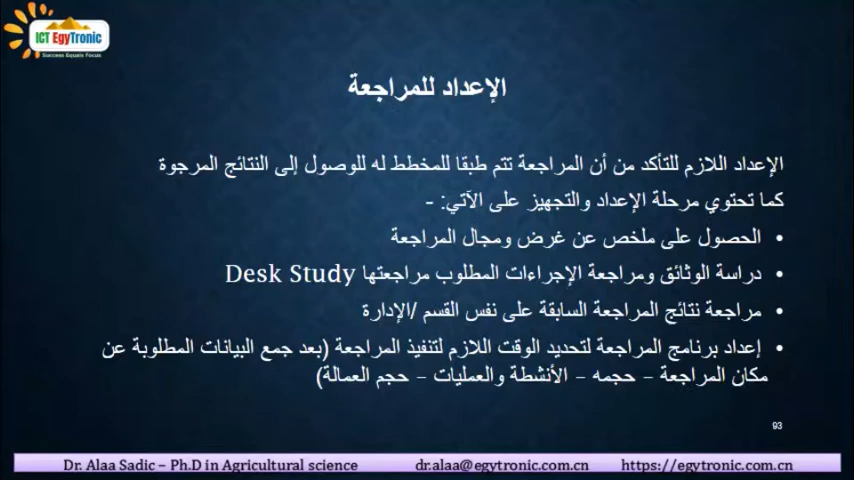 ICT EgyTronic
Success Equals Focus
الإعداد للمراجعة
الإعداد اللازم للتأكد من أن المراجعة تتم طبقا للمخطط له للوصول إلى النتائج المرجوة
كما تحتوي مرحلة الإعداد والتجهيز على الآتي: -
• الحصول على ملخص عن غرض ومجال المراجعة
• دراسة الوثائق ومراجعة الإجراءات المطلوب مراجعتها Desk Study
• مراجعة نتائج المراجعة السابقة على نفس القسم /الإدارة
• إعداد برنامج المراجعة لتحديد الوقت اللازم لتنفيذ المراجعة (بعد جمع البيانات المطلوبة عن
مكان المراجعة – حجمه – الأنشطة والعمليات – حجم العمالة)
93
Dr. Alaa Sadic – Ph.D in Agricultural science dr.alaa@egytronic.com.cn https://egytronic.com.cn